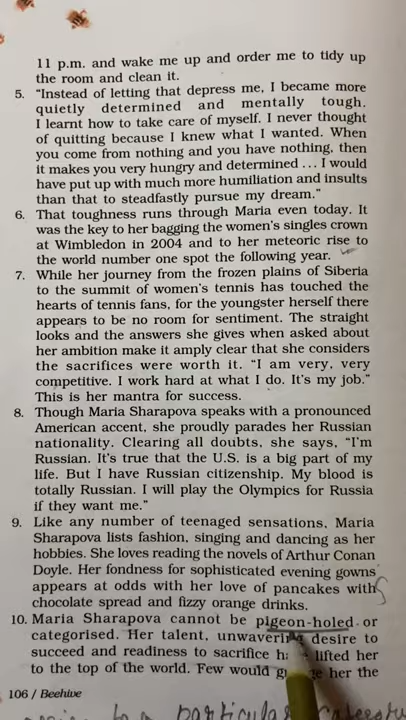 11 p.m. and wake me up and order me to tidy up
the room and clean it.
5. "Instead of letting that depress me, I became more
quietly determined and mentally tough.
I learnt how to take care of myself. I never thought
of quitting because I knew what I wanted. When
you come from nothing and you have nothing, then
it makes you very hungry and determined ... I would
have put up with much more humiliation and insults
than that to steadfastly pursue my dream."
6. That toughness runs through Maria even today. It
was the key to her bagging the women's singles crown
at Wimbledon in 2004 and to her meteoric rise to
the world number one spot the following year.
7. While her journey from the frozen plains of Siberia
to the summit of women's tennis has touched the
hearts of tennis fans, for the youngster herself there
appears to be no room for sentiment. The straight
looks and the answers she gives when asked about
her ambition make it amply clear that she considers
the sacrifices were worth it. "I am very, very
competitive. I work hard at what I do. It's my job."
This is her mantra for success.
8. Though Maria Sharapova speaks with a pronounced
American accent, she proudly parades her Russian
nationality. Clearing all doubts, she says, "I'm
Russian. It's true that the U.S. is a big part of my
life. But I have Russian citizenship. My blood is
totally Russian. I will play the Olympics for Russia
if they want me."
9. Like any number of teenaged sensations, Maria
Sharapova lists fashion, singing and dancing as her
hobbies. She loves reading the novels of Arthur Conan
Doyle. Her fondness for sophisticated evening gowns
appears at odds with her love of pancakes with
chocolate spread and fizzy orange drinks.
10. Maria Sharapova cannot be pigeon-holed or
categorised. Her talent, unwavering desire to
succeed and readiness to sacrifice lifted her
to the top of the world. Few would her the
106 / Beehive
to a particular